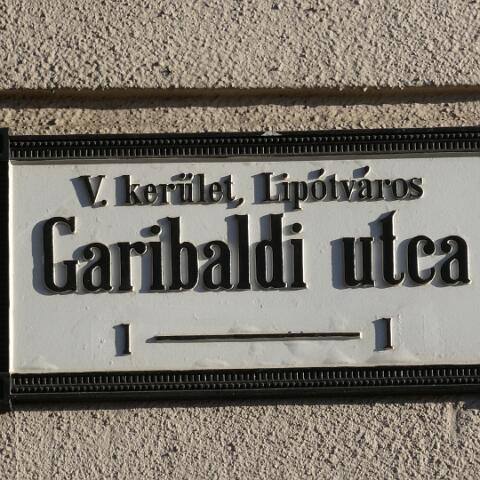 V. kerület, Lipótváros
Garibaldi utca
1 — 1